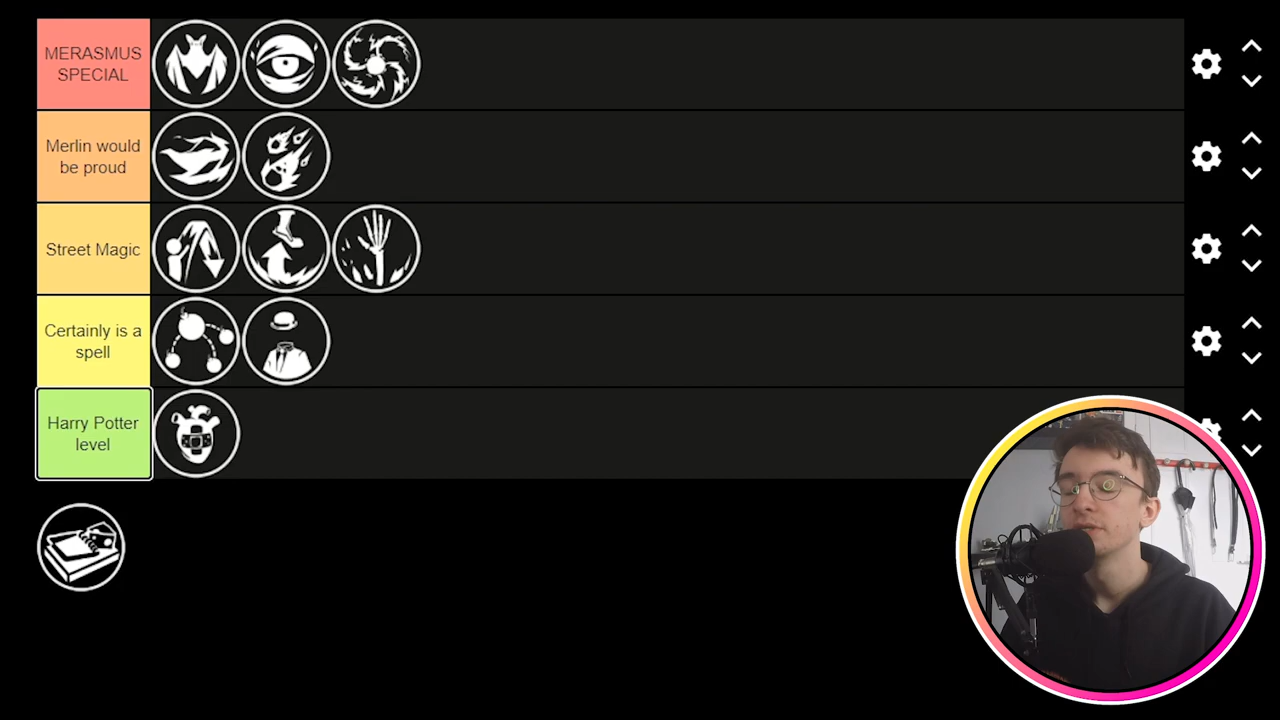 MERASMUS
SPECIAL
Merlin would
be proud
Street Magic
Certainly is a
spell
Harry Potter
level